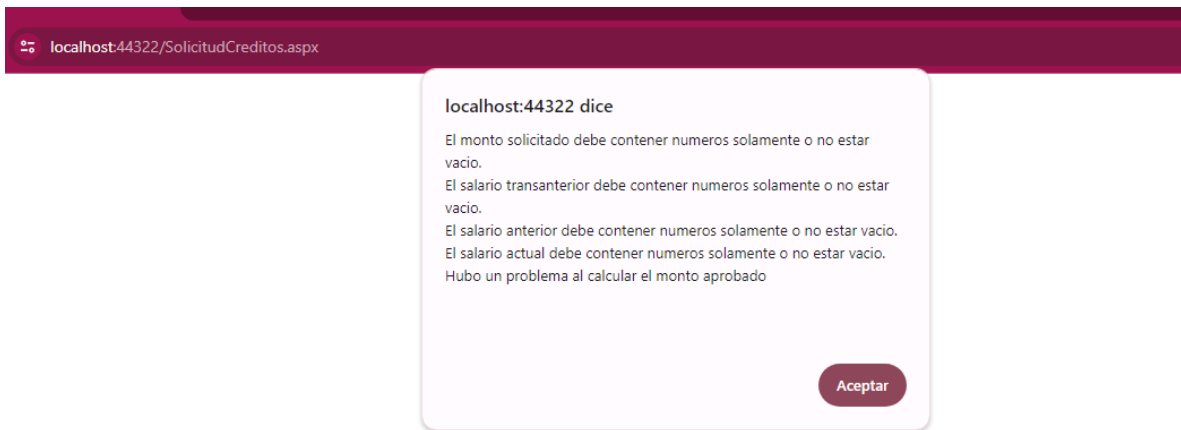 localhost:44322/SolicitudCreditos.aspx
localhost:44322 dice
El monto solicitado debe contener numeros solamente o no estar
vacio.
El salario transanterior debe contener numeros solamente o no estar
vacio.
El salario anterior debe contener numeros solamente o no estar vacio.
El salario actual debe contener numeros solamente o no estar vacio.
Hubo un problema al calcular el monto aprobado
Aceptar